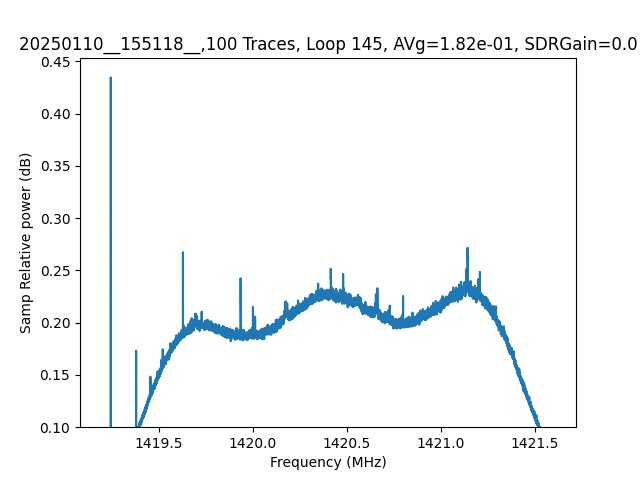 20250110__155118__,100 Traces, Loop 145, AVg=1.82e-01, SDRGain=0.0
0.45
0.40
0.35
0.30
0.25
0.20
0.15
0.10
Samp Relative power (dB)
1419.5 1420.0 1420.5 1421.0 1421.5
Frequency (MHz)